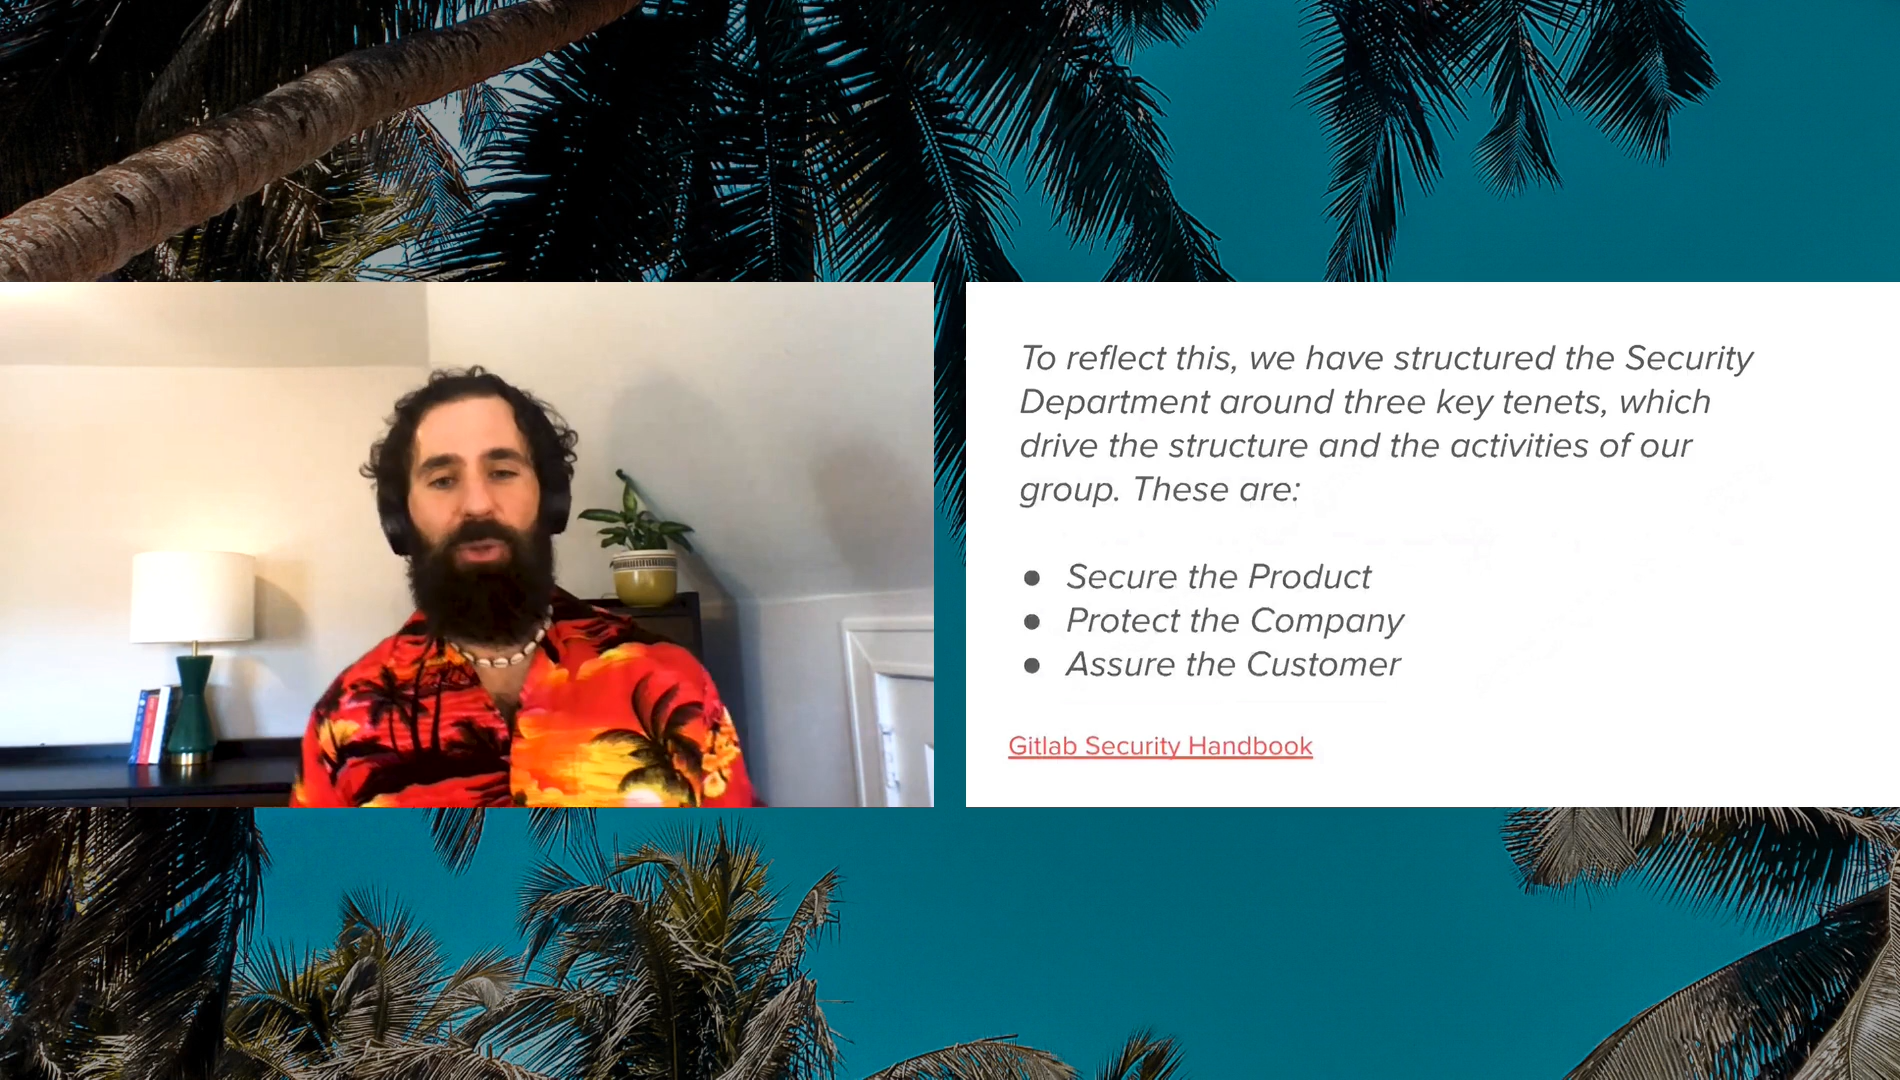 To reflect this, we have structured the Security
Department around three key tenets, which
drive the structure and the activities of our
group. These are:
● Secure the Product
● Protect the Company
● Assure the Customer
Gitlab Security Handbook